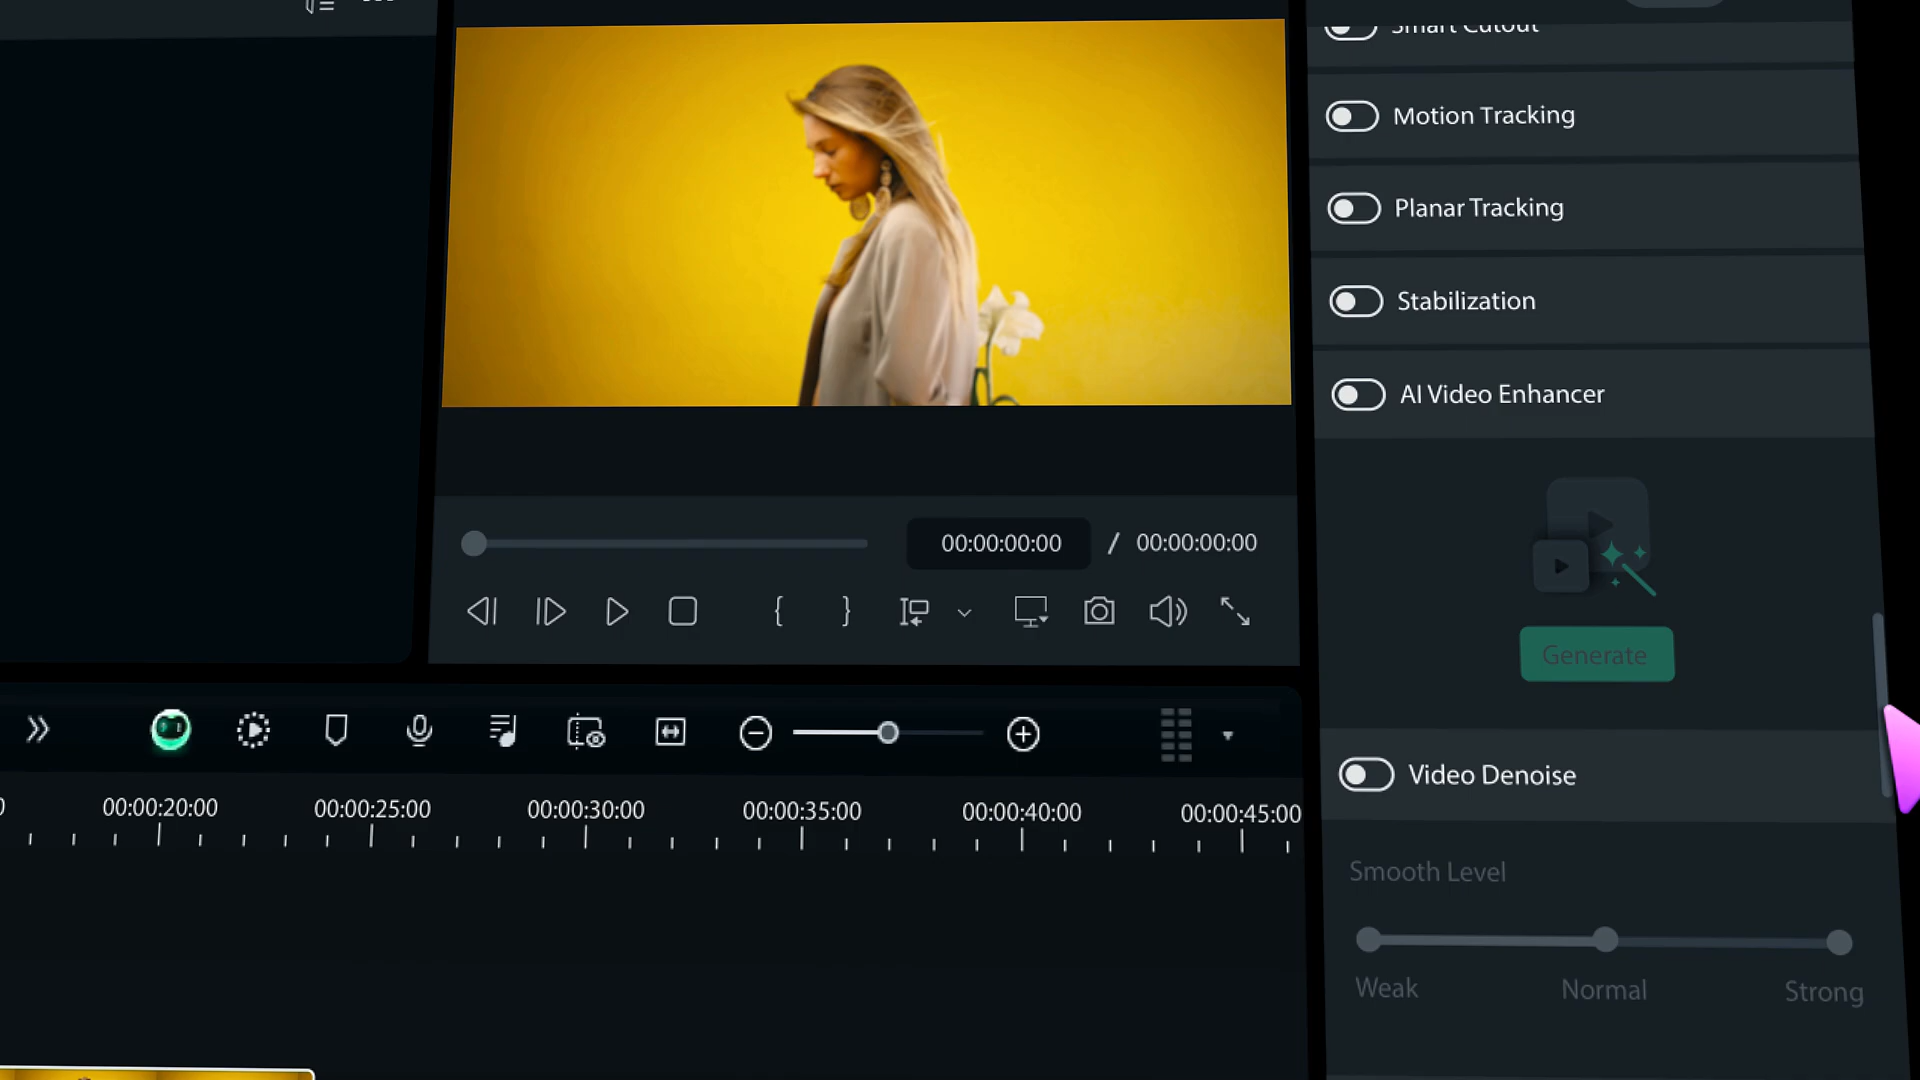 Smart Cutout
Motion Tracking
Planar Tracking
Stabilization
AI Video Enhancer
00:00:00:00 / 00:00:00:00
Generate
Video Denoise
00:00:20:00 00:00:25:00 00:00:30:00 00:00:35:00 00:00:40:00 00:00:45:00
Smooth Level
Weak Normal Strong